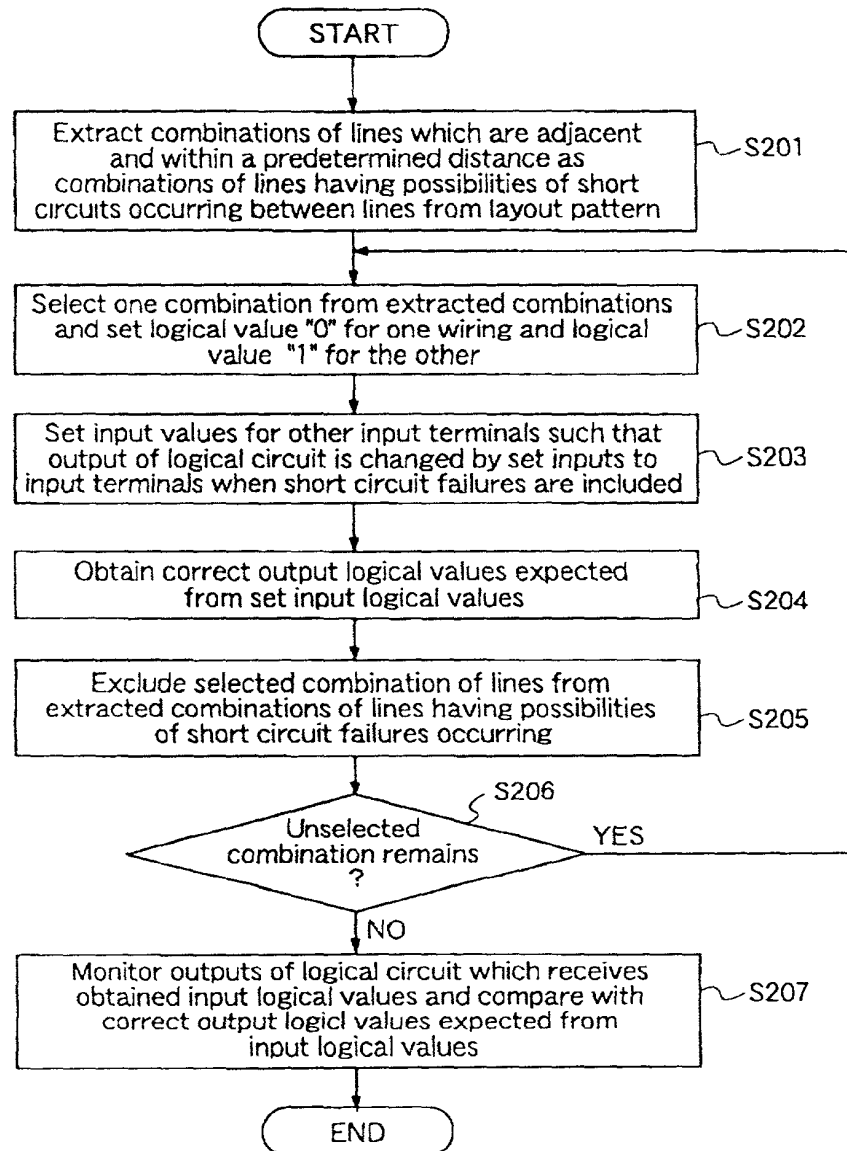 START
Extract combinations of lines which are adjacent
and within a predetermined distance as
combinations of lines having possibilities of short
circuits occurring between lines from layout pattern
S201
Select one combination from extracted combinations
and set logical value "0" for one wiring and logical
value "1" for the other
S202
Set input values for other input terminals such that
output of logical circuit is changed by set inputs to
input terminals when short circuit failures are included
S203
Obtain correct output logical values expected
from set input logical values
S204
Exclude selected combination of lines from
extracted combinations of lines having possibilities
of short circuit failures occurring
S205
S206
Unselected
combination remains
?
YES
NO
Monitor outputs of logical circuit which receives
obtained input logical values and compare with
correct output logicl values expected from
input logical values
S207
END